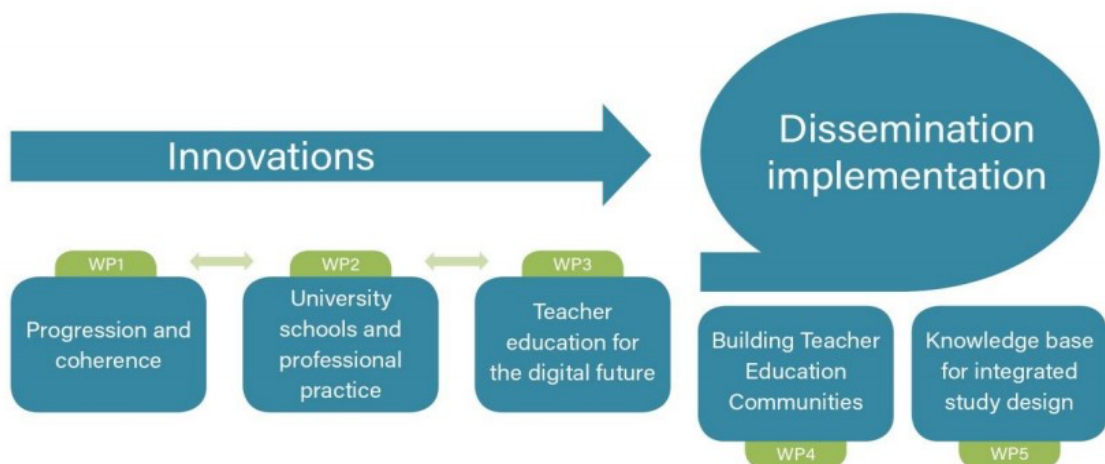 Innovations
Dissemination
implementation
WP1
Progression and
coherence
WP2
University
schools and
professional
practice
WP3
Teacher
education for
the digital future
Building Teacher
Education
Communities
WP4
Knowledge base
for integrated
study design
WP5